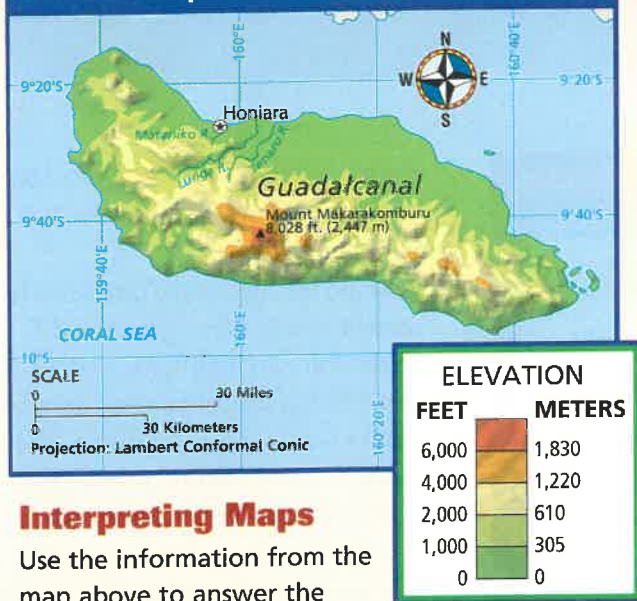 160°E
160°40'E
N
W E
S
9°20'S
9°20'S
Honiara
Mataniko R.
Lunga R.
Guadalcanal
Mount Makarakomburu
8,028 ft. (2,447 m)
9°40'S
9°40'S
159°40'E
CORAL SEA
160°E
10°S
160°20'E
SCALE
0 30 Miles
0 30 Kilometers
Projection: Lambert Conformal Conic
ELEVATION
FEET METERS
6,000 1,830
4,000 1,220
2,000 610
1,000 305
0 0
Interpreting Maps
Use the information from the
map above to answer the